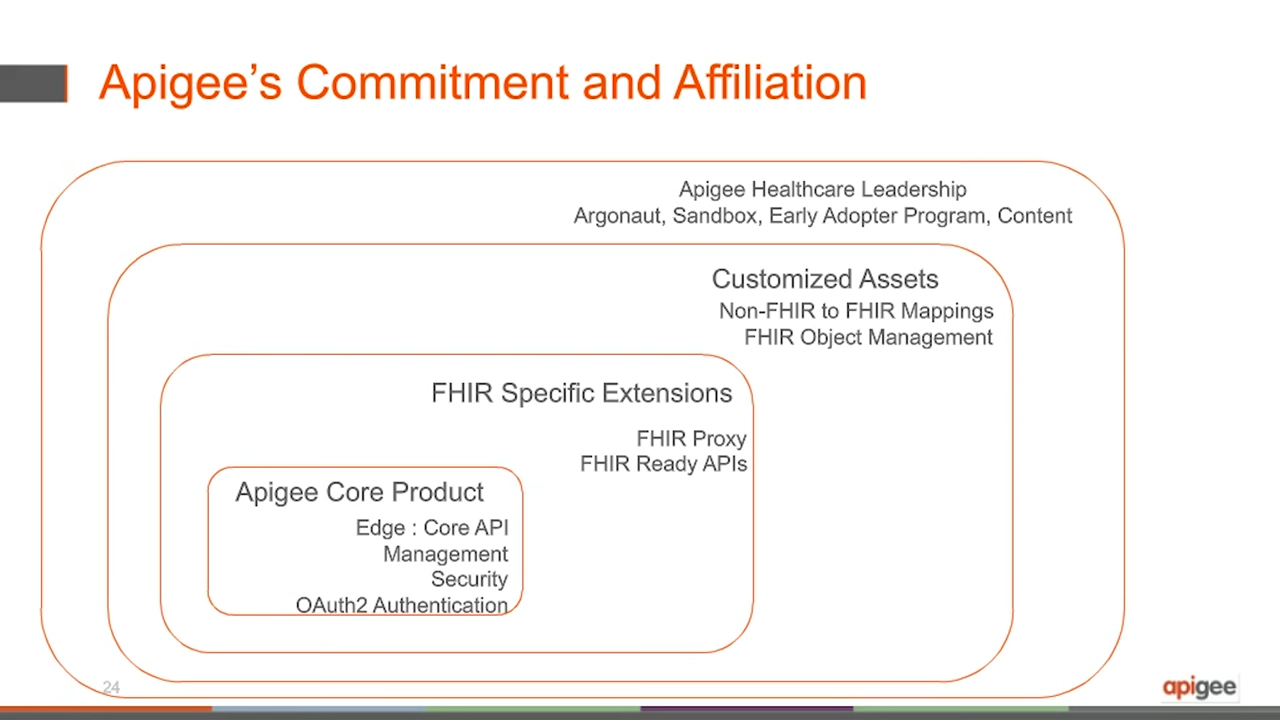 Apigee’s Commitment and Affiliation
Apigee Healthcare Leadership
Argonaut, Sandbox, Early Adopter Program, Content
Customized Assets
Non-FHIR to FHIR Mappings
FHIR Object Management
FHIR Specific Extensions
FHIR Proxy
FHIR Ready APIs
Apigee Core Product
Edge : Core API
Management
Security
OAuth2 Authentication
24
apigee